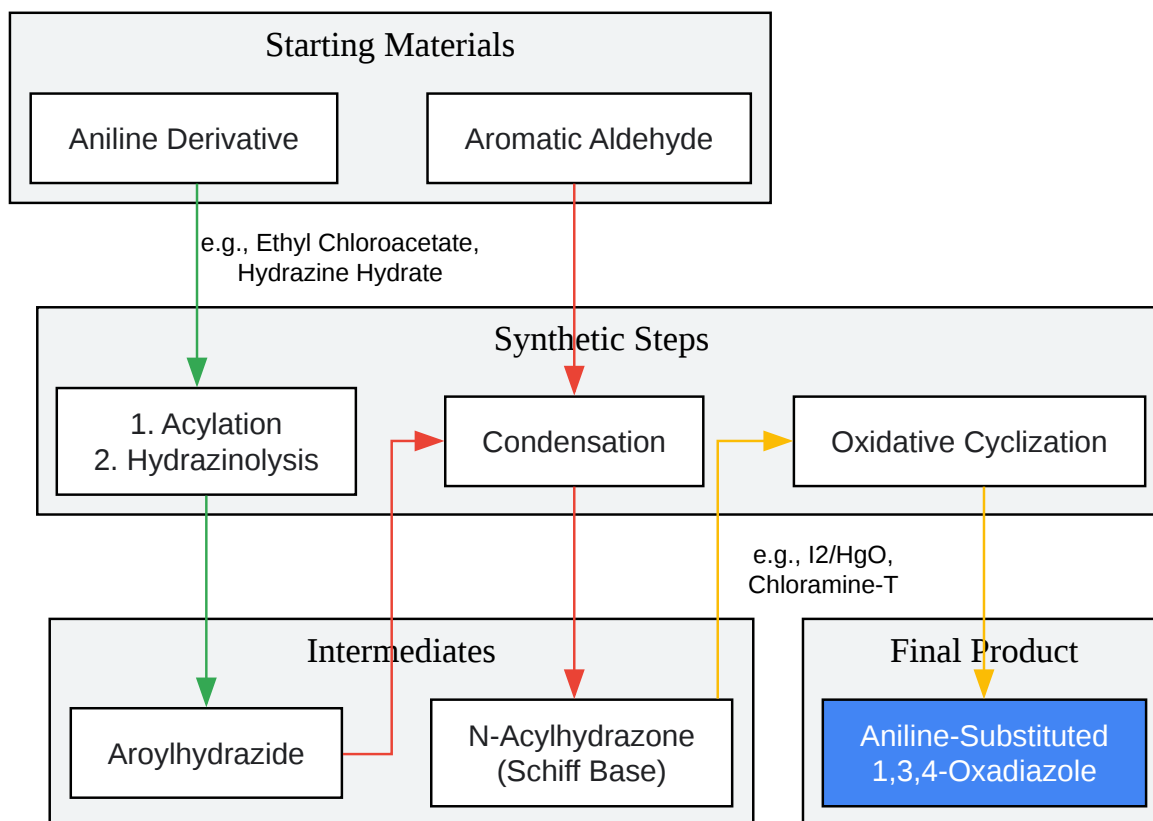 Starting Materials
Aniline Derivative
Aromatic Aldehyde
e.g., Ethyl Chloroacetate,
Hydrazine Hydrate
Synthetic Steps
1. Acylation
2. Hydrazinolysis
Condensation
Oxidative Cyclization
e.g., I2/HgO,
Chloramine-T
Intermediates
Aroylhydrazide
N-Acylhydrazone
(Schiff Base)
Final Product
Aniline-Substituted
1,3,4-Oxadiazole